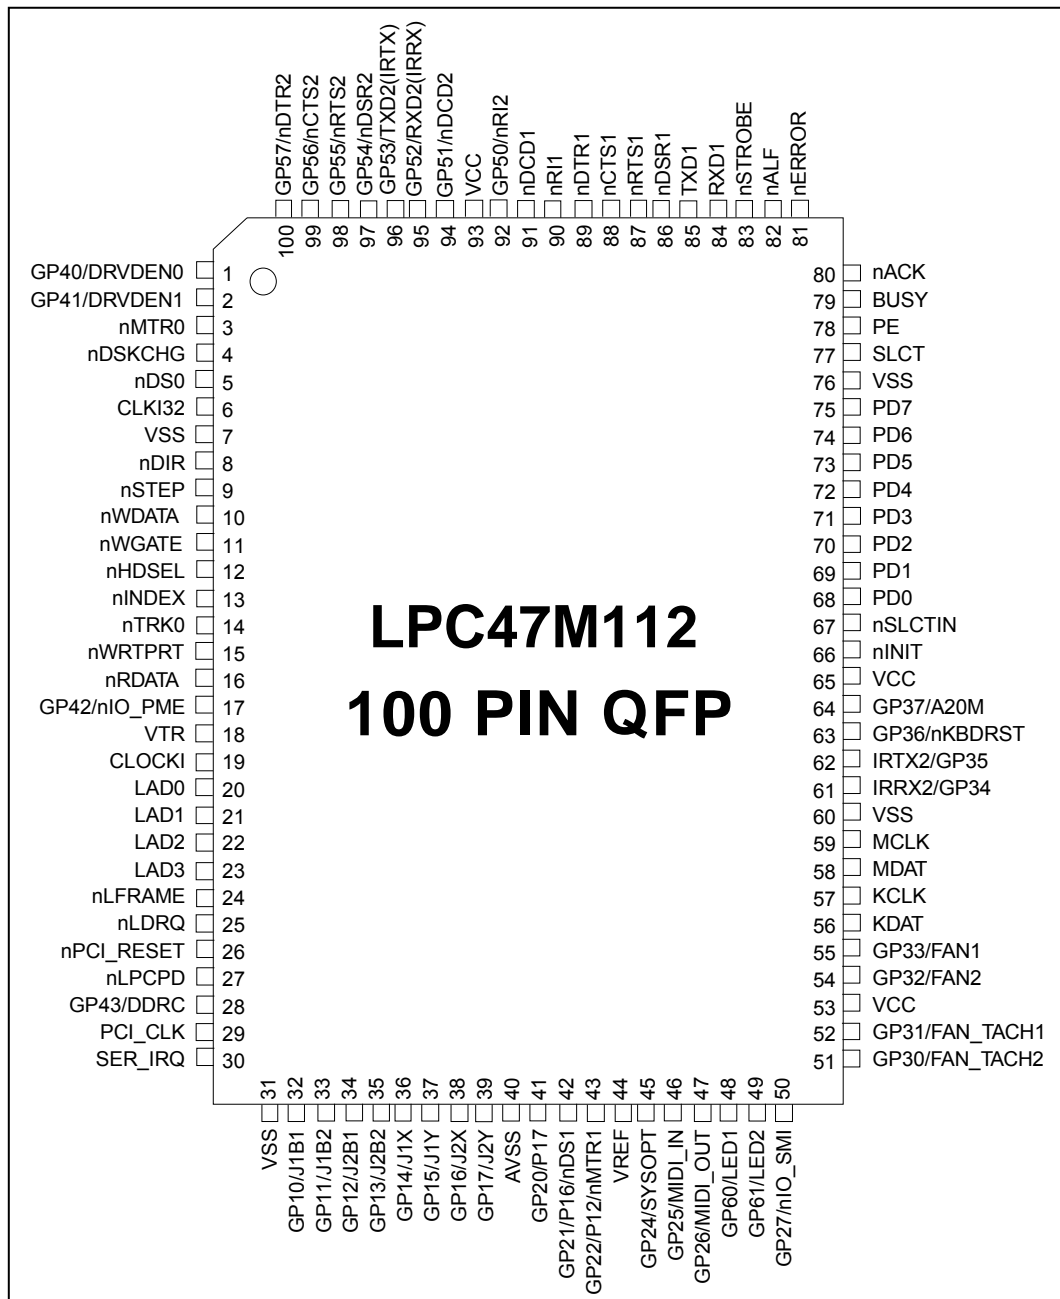 GP57/nDTR2
GP56/nCTS2
GP55/nRTS2
GP54/nDSR2
GP53/TXD2(IRTX)
GP52/RXD2(IRRX)
GP51/nDCD2
VCC
GP50/nRI2
nDCD1
nRI1
nDTR1
nCTS1
nRTS1
nDSR1
TXD1
RXD1
nSTROBE
nALF
nERROR
100
99
98
97
96
95
94
93
92
91
90
89
88
87
86
85
84
83
82
81
GP40/DRVDEN0 1
GP41/DRVDEN1 2
nMTR0 3
nDSKCHG 4
nDS0 5
CLKI32 6
VSS 7
nDIR 8
nSTEP 9
nWDATA 10
nWGATE 11
nHDSEL 12
nINDEX 13
nTRK0 14
nWRTPRT 15
nRDATA 16
GP42/nIO_PME 17
VTR 18
CLOCKI 19
LAD0 20
LAD1 21
LAD2 22
LAD3 23
nLFRAME 24
nLDRQ 25
nPCI_RESET 26
nLPCPD 27
GP43/DDRC 28
PCI_CLK 29
SER_IRQ 30
LPC47M112
100 PIN QFP
80 nACK
79 BUSY
78 PE
77 SLCT
76 VSS
75 PD7
74 PD6
73 PD5
72 PD4
71 PD3
70 PD2
69 PD1
68 PD0
67 nSLCTIN
66 nINIT
65 VCC
64 GP37/A20M
63 GP36/nKBDRST
62 IRTX2/GP35
61 IRRX2/GP34
60 VSS
59 MCLK
58 MDAT
57 KCLK
56 KDAT
55 GP33/FAN1
54 GP32/FAN2
53 VCC
52 GP31/FAN_TACH1
51 GP30/FAN_TACH2
31
32
33
34
35
36
37
38
39
40
41
42
43
44
45
46
47
48
49
50
VSS
GP10/J1B1
GP11/J1B2
GP12/J2B1
GP13/J2B2
GP14/J1X
GP15/J1Y
GP16/J2X
GP17/J2Y
AVSS
GP20/P17
GP21/P16/nDS1
GP22/P12/nMTR1
VREF
GP24/SYSOPT
GP25/MIDI_IN
GP26/MIDI_OUT
GP60/LED1
GP61/LED2
GP27/nIO_SMI